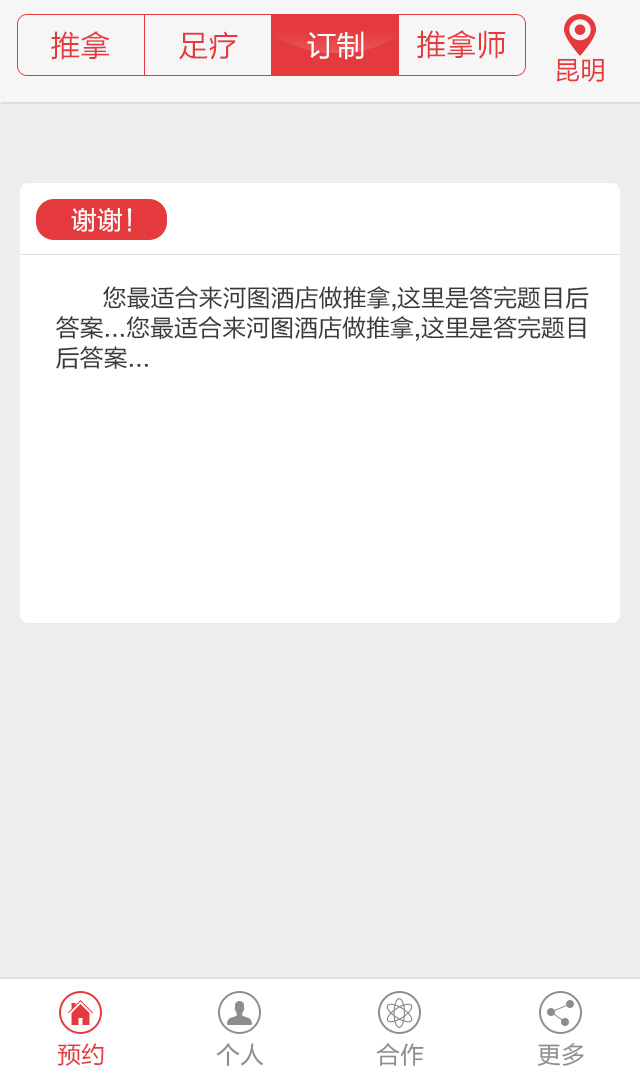 推拿 足疗 订制 推拿师
昆明
谢谢!
您最适合来河图酒店做推拿,这里是答完题目后
答案...您最适合来河图酒店做推拿,这里是答完题目
后答案...
预约 个人 合作 更多